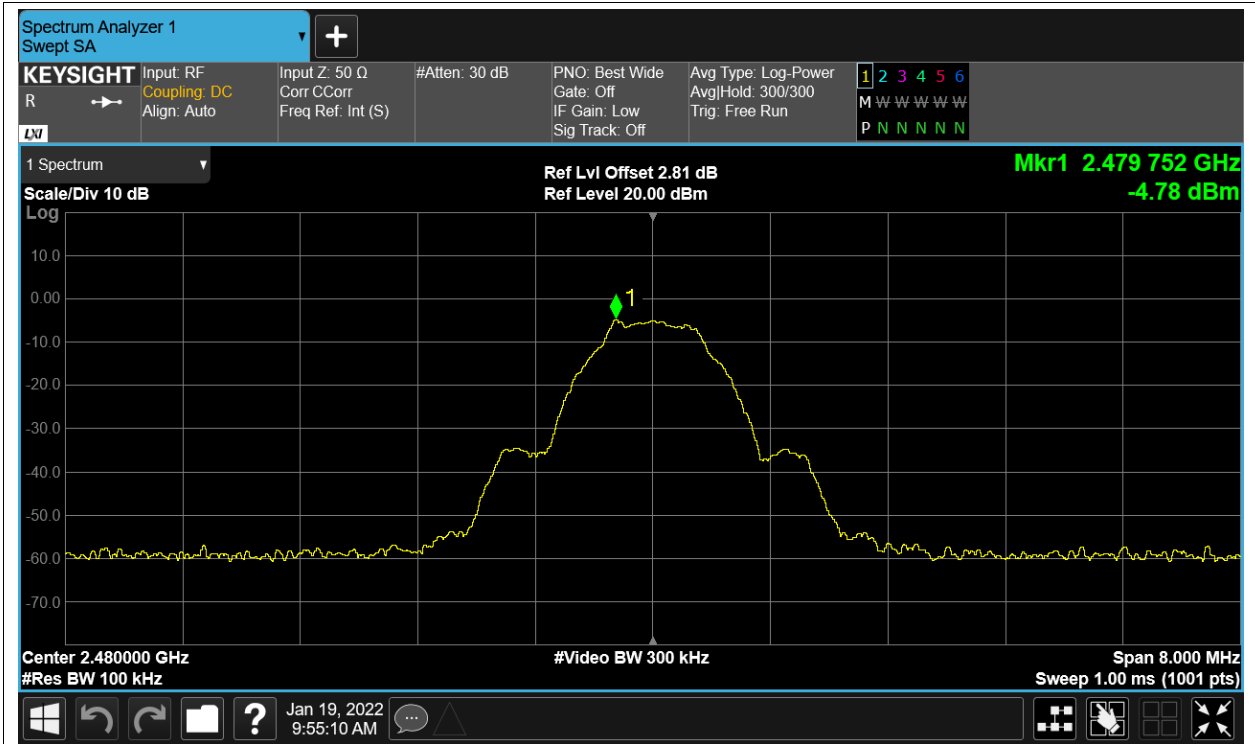 Spectrum Analyzer 1
Swept SA
KEYSIGHT Input: RF Input Z: 50 Ω #Atten: 30 dB PNO: Best Wide Avg Type: Log-Power 1 2 3 4 5 6
R Coupling: DC Corr CCorr Gate: Off Avg|Hold: 300/300 M W W W W W W
Align: Auto Freq Ref: Int (S) IF Gain: Low Trig: Free Run
LXI Sig Track: Off P N N N N N N
1 Spectrum
Ref Lvl Offset 2.81 dB
Mkr1 2.479 752 GHz
Scale/Div 10 dB
Ref Level 20.00 dBm
-4.78 dBm
Log
10.0
0.00
1
-10.0
-20.0
-30.0
-40.0
-50.0
-60.0
-70.0
Center 2.480000 GHz #Video BW 300 kHz Span 8.000 MHz
#Res BW 100 kHz Sweep 1.00 ms (1001 pts)
? Jan 19, 2022
9:55:10 AM